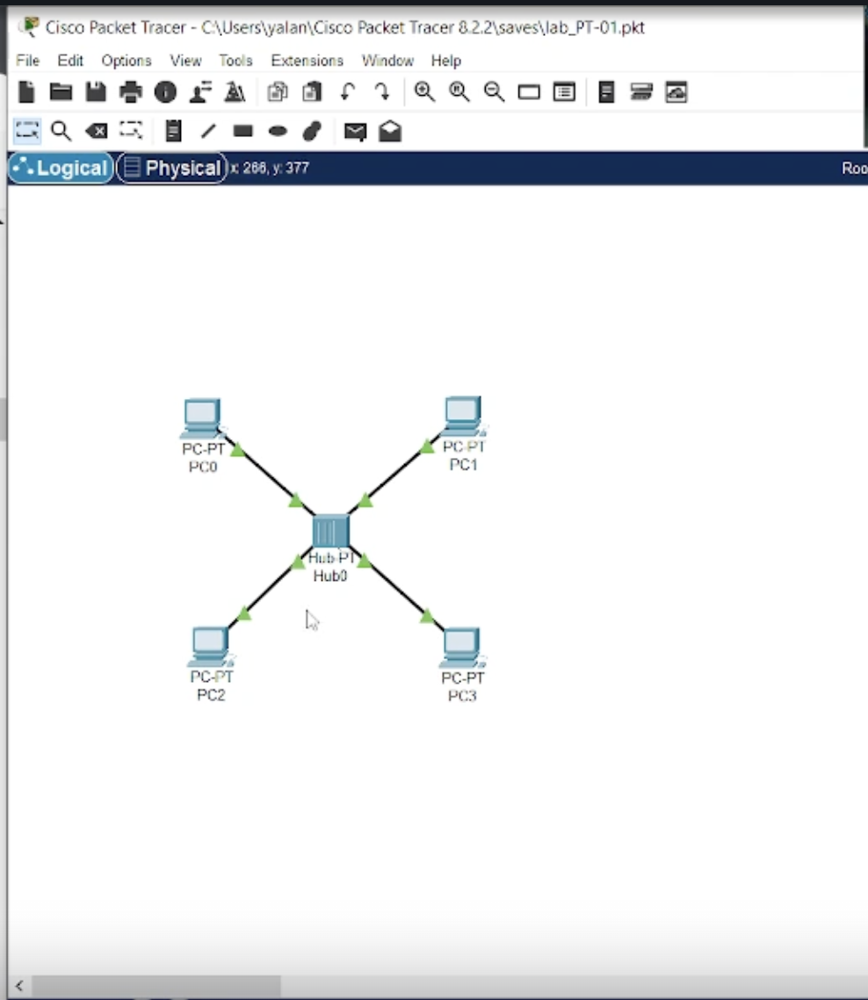 Cisco Packet Tracer - C:\Users\yalan\Cisco Packet Tracer 8.2.2\saves\lab_PT-01.pkt
File Edit Options View Tools Extensions Window Help
Logical Physical x: 266, y: 377 Roo
PC-PT
PC0
PC-PT
PC1
Hub-PT
Hub0
PC-PT
PC2
PC-PT
PC3